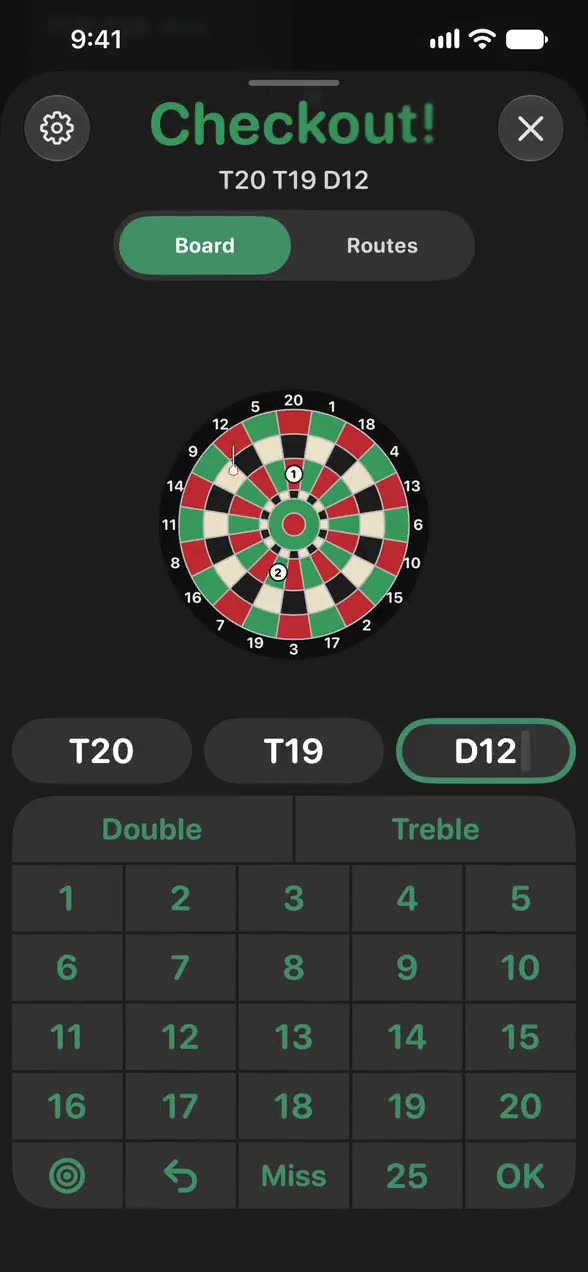 9:41
Checkout!
T20 T19 D12
Board Routes
20
5 1
12 18
9 4
14 13
11 6
8 10
16 15
7 2
19 17
3
1
2
T20 T19 D12
Double Treble
1 2 3 4 5
6 7 8 9 10
11 12 13 14 15
16 17 18 19 20
Miss 25 OK